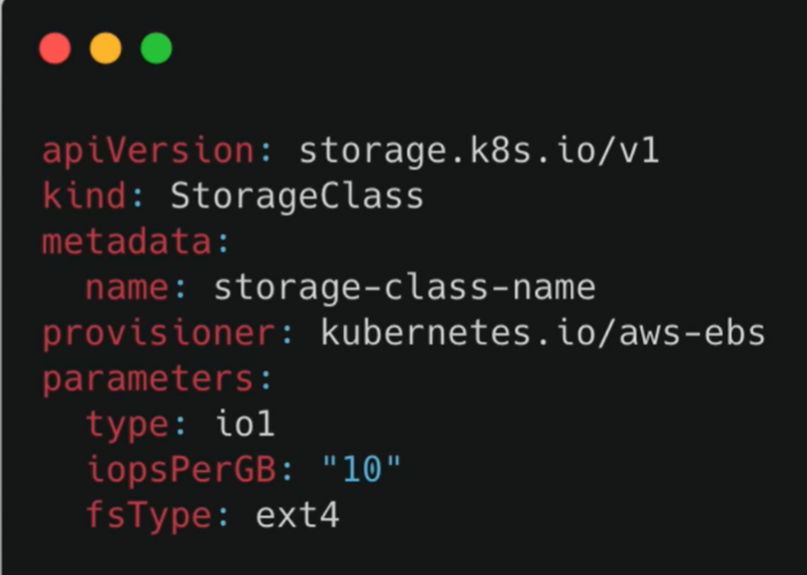 apiVersion: storage.k8s.io/v1
kind: StorageClass
metadata:
  name: storage-class-name
provisioner: kubernetes.io/aws-ebs
parameters:
  type: io1
  iopsPerGB: "10"
  fsType: ext4